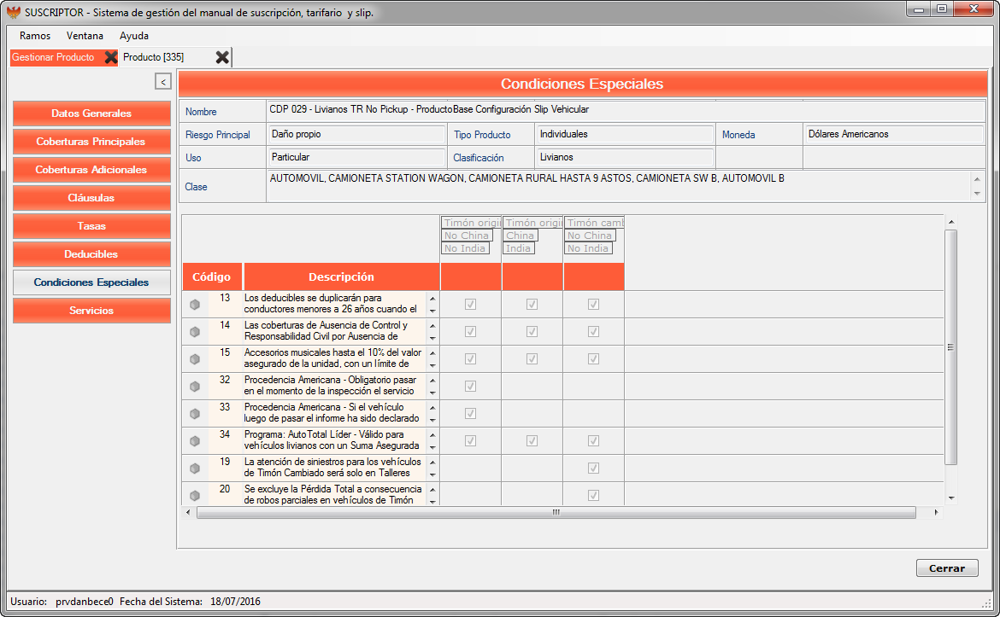 SUSCRIPTOR - Sistema de gestión del manual de suscripción, tarifario y slip.
Ramos Ventana Ayuda
Gestionar Producto Producto [335]
<
Datos Generales
Coberturas Principales
Coberturas Adicionales
Cláusulas
Tasas
Deducibles
Condiciones Especiales
Servicios
Condiciones Especiales
Nombre CDP 029 - Livianos TR No Pickup - ProductoBase Configuración Slip Vehicular
Riesgo Principal Daño propio Tipo Producto Individuales Moneda Dólares Americanos
Uso Particular Clasificación Livianos
Clase AUTOMOVIL, CAMIONETA STATION WAGON, CAMIONETA RURAL HASTA 9 ASTOS, CAMIONETA SW B, AUTOMOVIL B
Timón origi Timón origi Timón camb
No China China No China
No India India No India
Código Descripción
13 Los deducibles se duplicarán para
conductores menores a 26 años cuando el
14 Las coberturas de Ausencia de Control y
Responsabilidad Civil por Ausencia de
15 Accesorios musicales hasta el 10% del valor
asegurado de la unidad, con un límite de
32 Procedencia Americana - Obligatorio pasar
en el momento de la inspección el servicio
33 Procedencia Americana - Si el vehículo
luego de pasar el informe ha sido declarado
34 Programa: AutoTotal Líder - Válido para
vehículos livianos con un Suma Asegurada
19 La atención de siniestros para los vehículos
de Timón Cambiado será solo en Talleres
20 Se excluye la Pérdida Total a consecuencia
de robos parciales en vehículos de Timón
Cerrar
Usuario: prvdanbece0 Fecha del Sistema: 18/07/2016